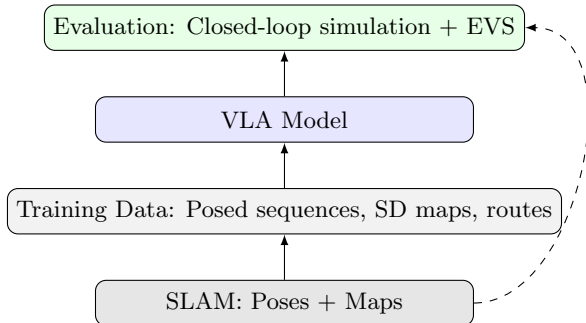 Evaluation: Closed-loop simulation + EVS
VLA Model
Training Data: Posed sequences, SD maps, routes
SLAM: Poses + Maps